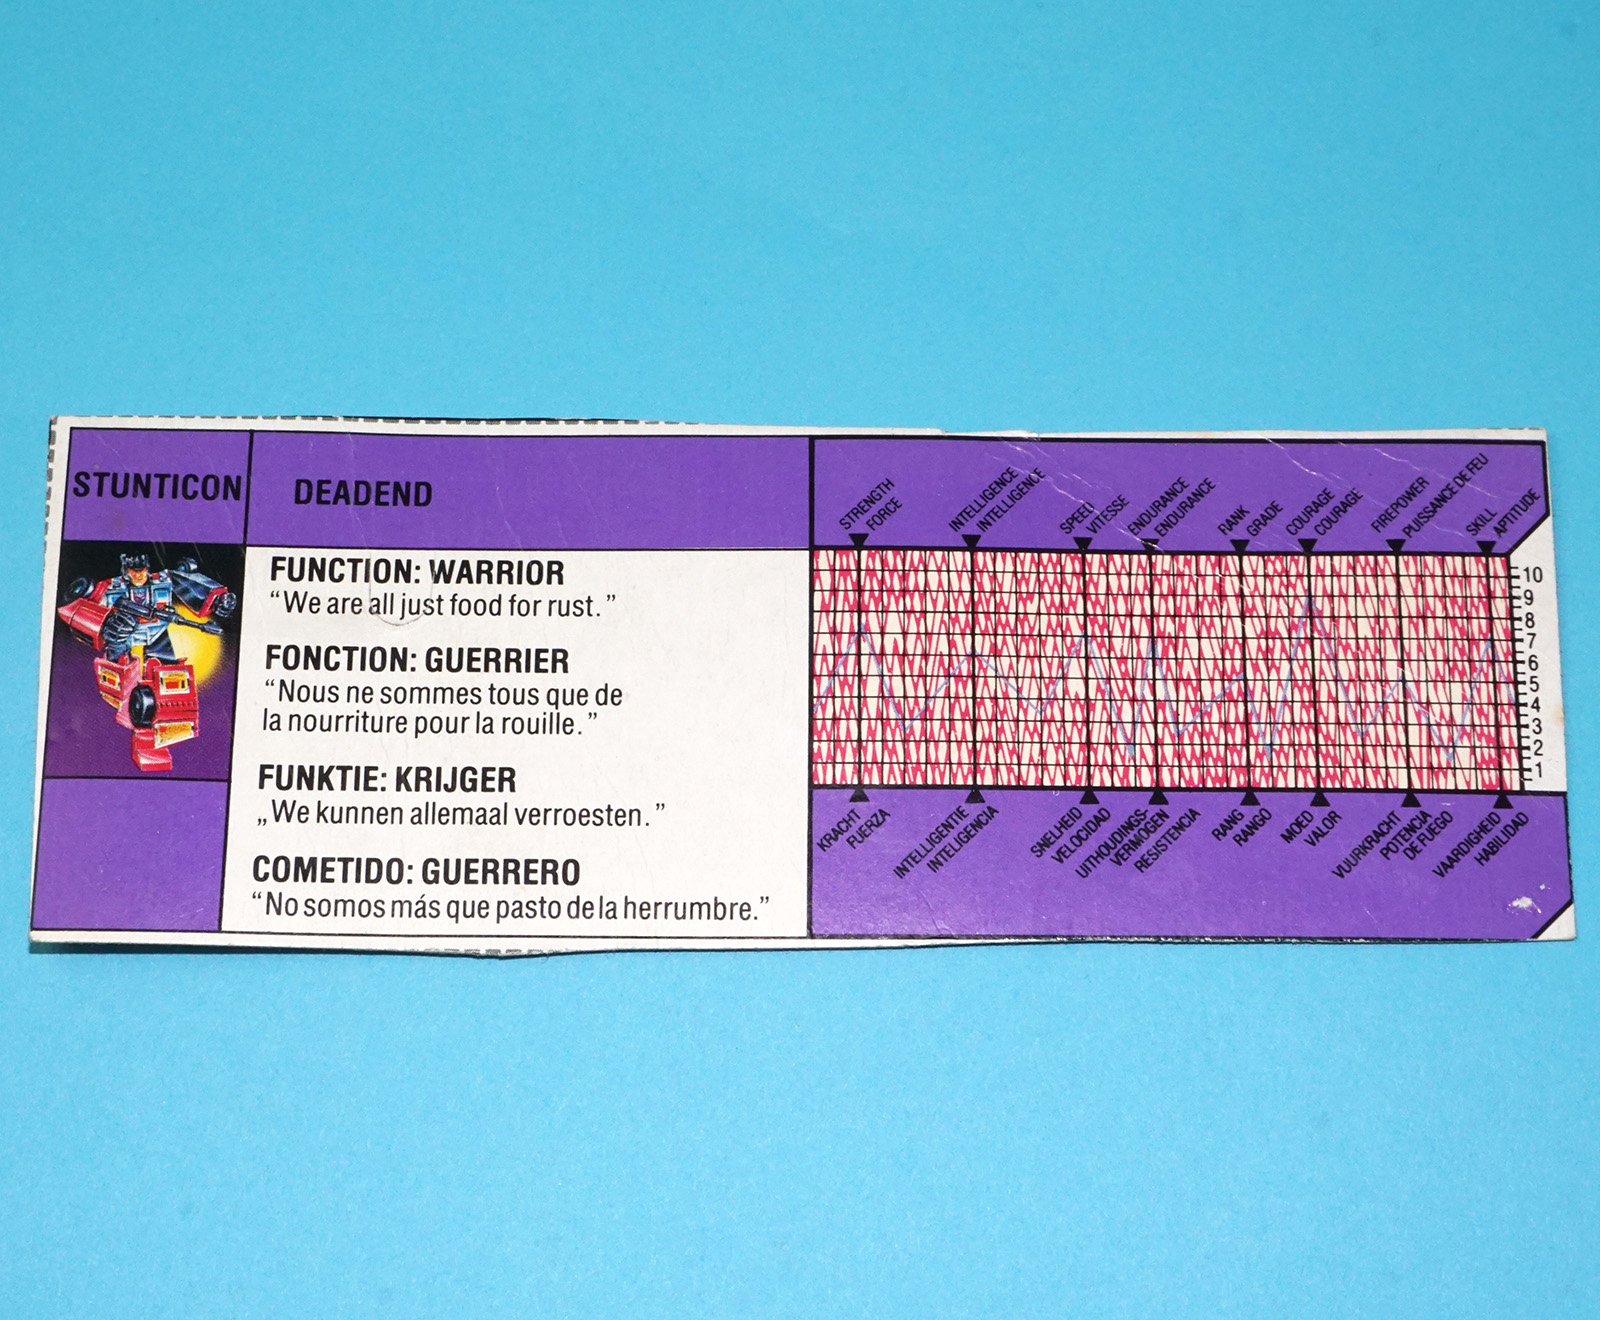 STUNTICON
DEADEND
FUNCTION: WARRIOR
“We are all just food for rust.”
FONCTION: GUERRIER
“Nous ne sommes tous que de
la nourriture pour la rouille.”
FUNKTIE: KRIJGER
„We kunnen allemaal verroesten.”
COMETIDO: GUERRERO
“No somos más que pasto de la herrumbre.”
STRENGTH
FORCE
INTELLIGENCE
INTELLIGENCE
SPEED
VITESSE
ENDURANCE
ENDURANCE
RANK
GRADE
COURAGE
COURAGE
FIREPOWER
PUISSANCE DE FEU
SKILL
APTITUDE
10
9
8
7
6
5
4
3
2
1
KRACHT
FUERZA
INTELLIGENTIE
INTELIGENCIA
SNELHEID
VELOCIDAD
UITHOUDINGS-
VERMOGEN
RESISTENCIA
RANG
RANGO
MOED
VALOR
VUURKRACHT
POTENCIA
DE FUEGO
VAARDIGHEID
HABILIDAD